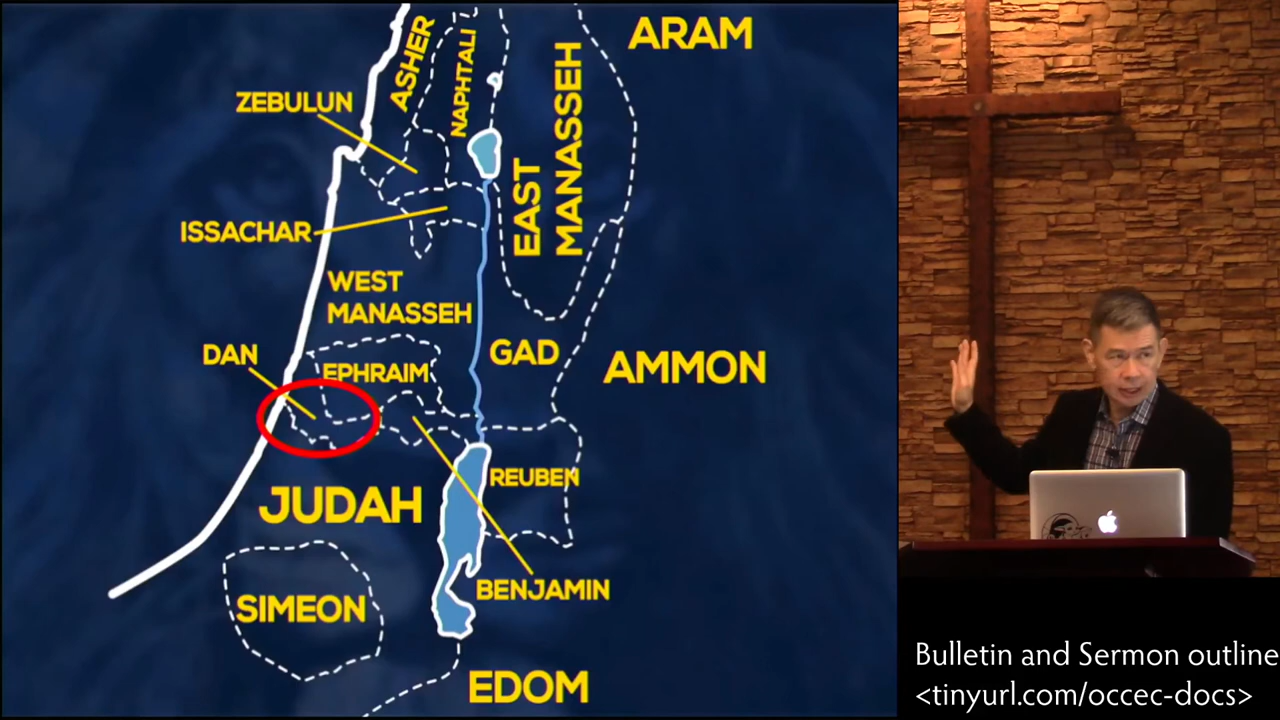 ARAM
ASHER
NAPHTALI
EAST
MANASSEH
ZEBULUN
ISSACHAR
WEST
MANASSEH
DAN
EPHRAIM
GAD
AMMON
REUBEN
JUDAH
BENJAMIN
SIMEON
EDOM
Bulletin and Sermon outline
<tinyurl.com/occec-docs>